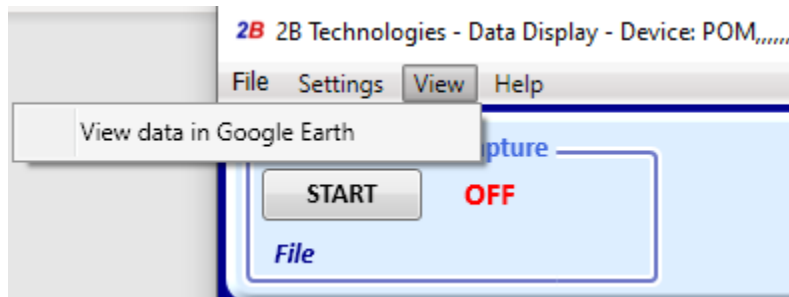 2B 2B Technologies - Data Display - Device: POM,,,,,,
File Settings View Help
View data in Google Earth
pture
START OFF
File